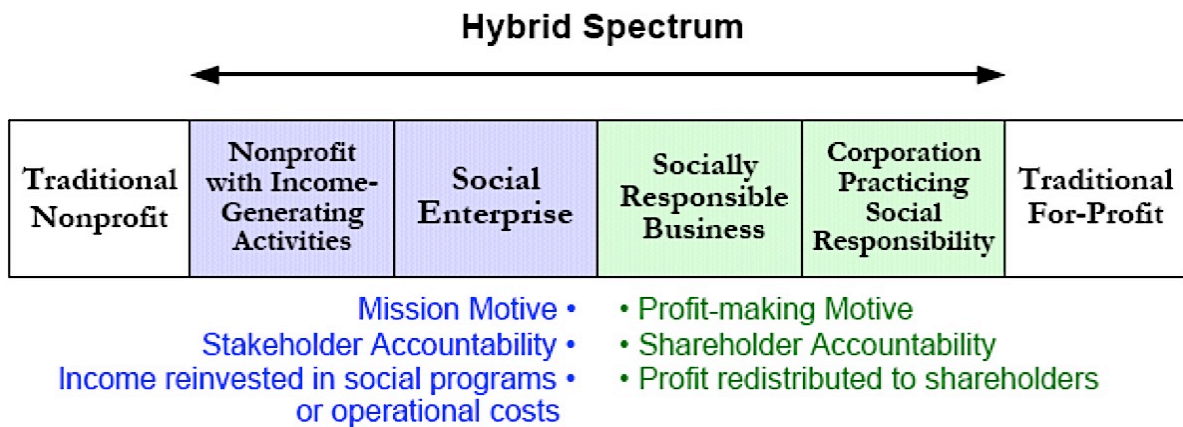 Hybrid Spectrum
Traditional
Nonprofit
Nonprofit
with Income-
Generating
Activities
Social
Enterprise
Socially
Responsible
Business
Corporation
Practicing
Social
Responsibility
Traditional
For-Profit
Mission Motive •
Stakeholder Accountability •
Income reinvested in social programs •
or operational costs
• Profit-making Motive
• Shareholder Accountability
• Profit redistributed to shareholders